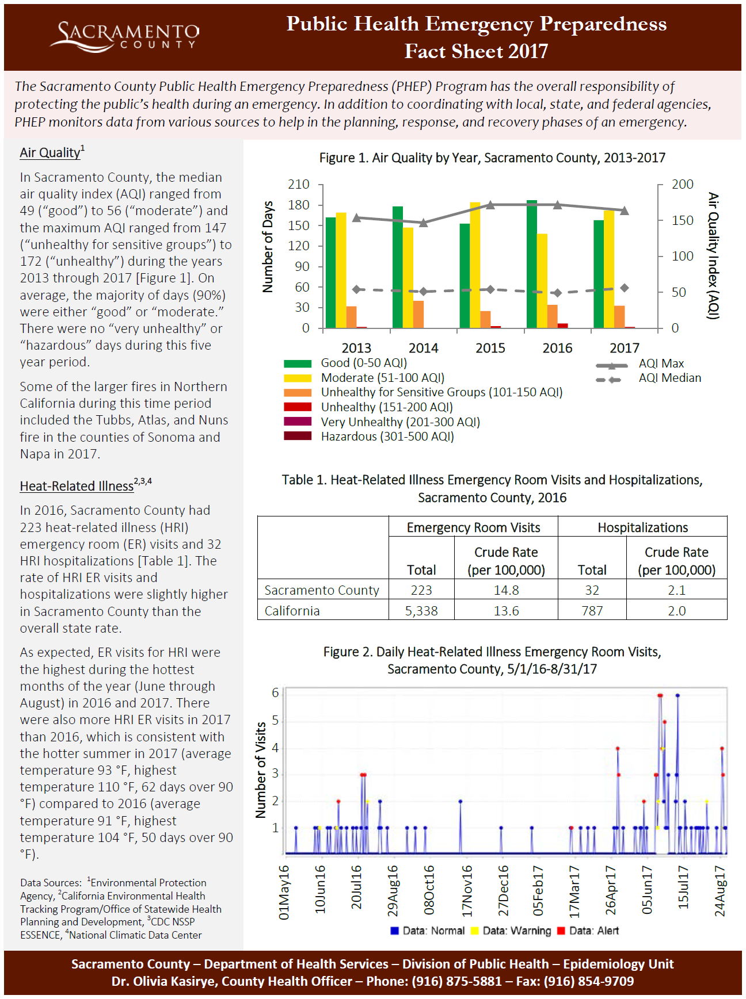 SACRAMENTO
COUNTY
Public Health Emergency Preparedness
Fact Sheet 2017
The Sacramento County Public Health Emergency Preparedness (PHEP) Program has the overall responsibility of
protecting the public's health during an emergency. In addition to coordinating with local, state, and federal agencies,
PHEP monitors data from various sources to help in the planning, response, and recovery phases of an emergency.
Air Quality1
In Sacramento County, the median
air quality index (AQI) ranged from
49 (“good”) to 56 (“moderate”) and
the maximum AQI ranged from 147
(“unhealthy for sensitive groups”) to
172 (“unhealthy”) during the years
2013 through 2017 [Figure 1]. On
average, the majority of days (90%)
were either “good” or “moderate.”
There were no “very unhealthy” or
“hazardous” days during this five
year period.
Some of the larger fires in Northern
California during this time period
included the Tubbs, Atlas, and Nuns
fire in the counties of Sonoma and
Napa in 2017.
Heat-Related Illness2,3,4
In 2016, Sacramento County had
223 heat-related illness (HRI)
emergency room (ER) visits and 32
HRI hospitalizations [Table 1]. The
rate of HRI ER visits and
hospitalizations were slightly higher
in Sacramento County than the
overall state rate.
As expected, ER visits for HRI were
the highest during the hottest
months of the year (June through
August) in 2016 and 2017. There
were also more HRI ER visits in 2017
than 2016, which is consistent with
the hotter summer in 2017 (average
temperature 93 °F, highest
temperature 110 °F, 62 days over 90
°F) compared to 2016 (average
temperature 91 °F, highest
temperature 104 °F, 50 days over 90
°F).
Data Sources: 1Environmental Protection
Agency, 2California Environmental Health
Tracking Program/Office of Statewide Health
Planning and Development, 3CDC NSSP
ESSENCE, 4National Climatic Data Center
Figure 1. Air Quality by Year, Sacramento County, 2013-2017
Number of Days
210
180
150
120
90
60
30
0
200
150
100
50
0
Air Quality Index (AQI)
2013 2014 2015 2016 2017
Good (0-50 AQI)
Moderate (51-100 AQI)
Unhealthy for Sensitive Groups (101-150 AQI)
Unhealthy (151-200 AQI)
Very Unhealthy (201-300 AQI)
Hazardous (301-500 AQI)
AQI Max
AQI Median
Table 1. Heat-Related Illness Emergency Room Visits and Hospitalizations,
Sacramento County, 2016
Emergency Room Visits Hospitalizations
Crude Rate Crude Rate
Total (per 100,000) Total (per 100,000)
Sacramento County 223 14.8 32 2.1
California 5,338 13.6 787 2.0
Figure 2. Daily Heat-Related Illness Emergency Room Visits,
Sacramento County, 5/1/16-8/31/17
Number of Visits
6
5
4
3
2
1
01May16
10Jun16
20Jul16
29Aug16
08Oct16
17Nov16
27Dec16
05Feb17
17Mar17
26Apr17
05Jun17
15Jul17
24Aug17
Data: Normal Data: Warning Data: Alert
Sacramento County – Department of Health Services – Division of Public Health – Epidemiology Unit
Dr. Olivia Kasirye, County Health Officer – Phone: (916) 875-5881 – Fax: (916) 854-9709